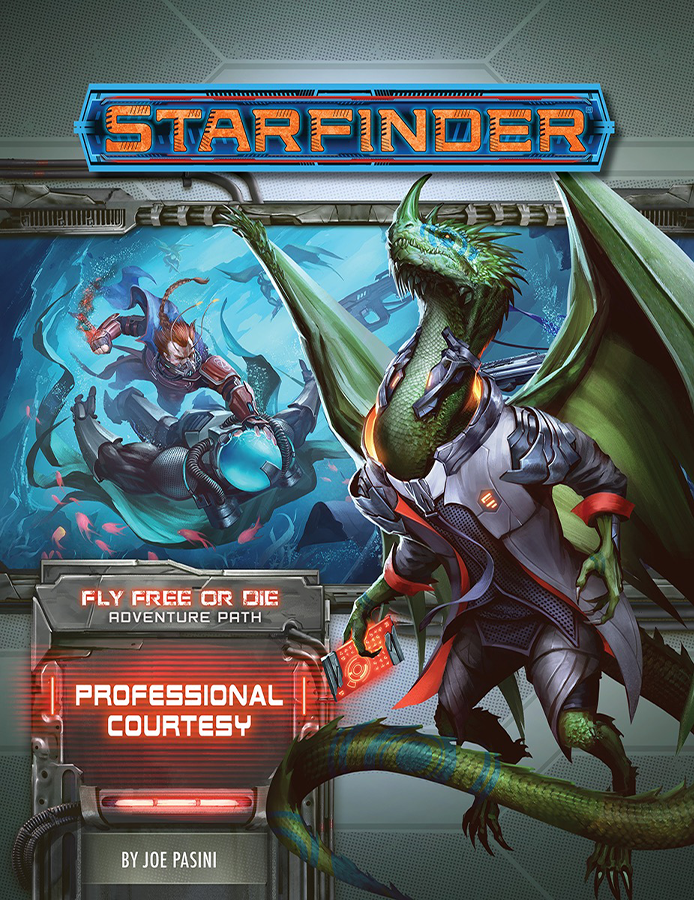 STARFINDER
FLY FREE OR DIE
ADVENTURE PATH
PROFESSIONAL
COURTESY
BY JOE PASINI